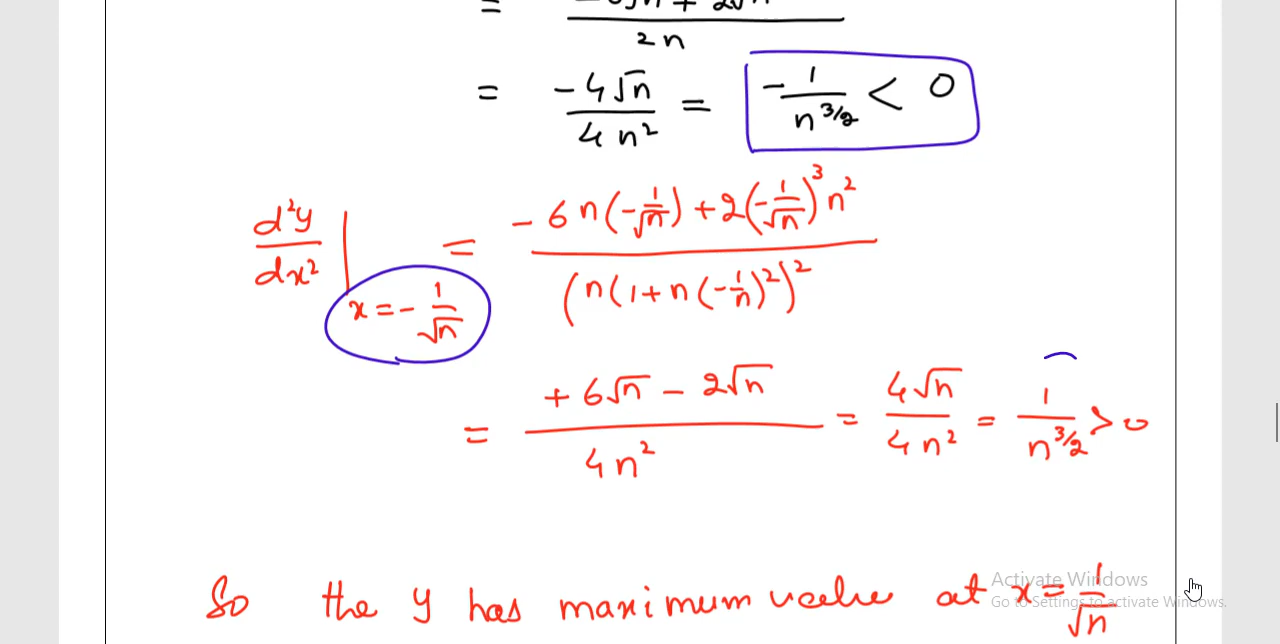 =
2n
= -4√n / 4n² = -1/n^(3/2) < 0
d²y/dx² | x = -1/√n = (-6n(-1/√n) + 2(-1/√n)³n²) / (n(1+n(-1/n)²)²
= (+6√n - 2√n) / 4n² = 4√n / 4n² = 1/n^(3/2) > 0
Activate Windows
So the y has maximum value at x = 1/√n
Go to Settings to activate Windows.